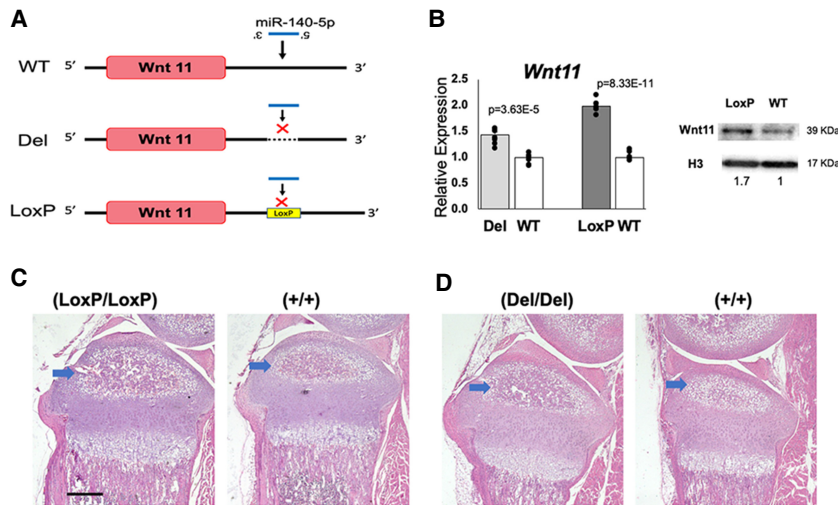 A
miR-140-5p
3' 5'
WT 5’ Wnt 11 3’
Del 5’ Wnt 11 3’
LoxP 5’ Wnt 11 LoxP 3’
B
Wnt11
Relative Expression
2.5
2.0
1.5
1.0
0.5
0.0
p=3.63E-5
p=8.33E-11
Del WT LoxP WT
LoxP WT
Wnt11 39 KDa
H3 17 KDa
1.7 1
C
(LoxP/LoxP) (+/+)
D
(Del/Del) (+/+)